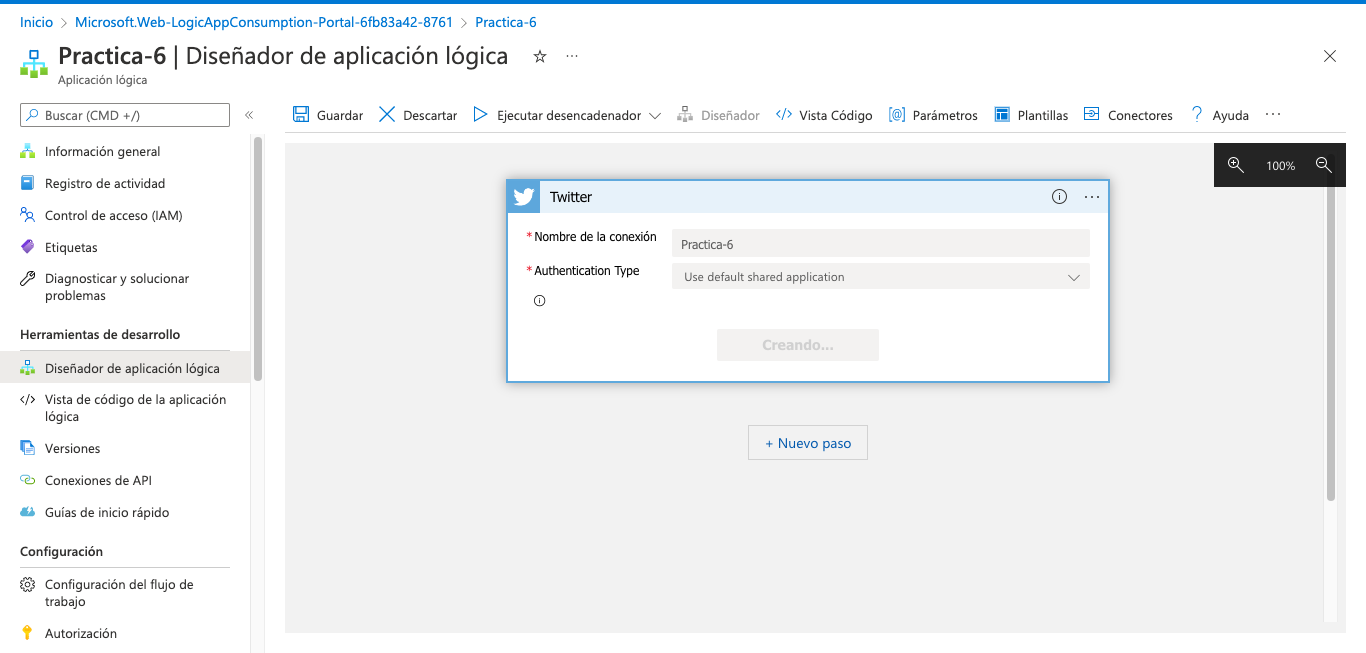 Inicio > Microsoft.Web-LogicAppConsumption-Portal-6fb83a42-8761 > Practica-6
Practica-6 | Diseñador de aplicación lógica
Aplicación lógica
Buscar (CMD +/)
Información general
Registro de actividad
Control de acceso (IAM)
Etiquetas
Diagnosticar y solucionar
problemas
Herramientas de desarrollo
Diseñador de aplicación lógica
Vista de código de la aplicación
lógica
Versiones
Conexiones de API
Guías de inicio rápido
Configuración
Configuración del flujo de
trabajo
Autorización
Guardar Descartar Ejecutar desencadenador Diseñador Vista Código Parámetros Plantillas Conectores Ayuda ...
100%
Twitter
*Nombre de la conexión Practica-6
*Authentication Type Use default shared application
Creando...
+ Nuevo paso